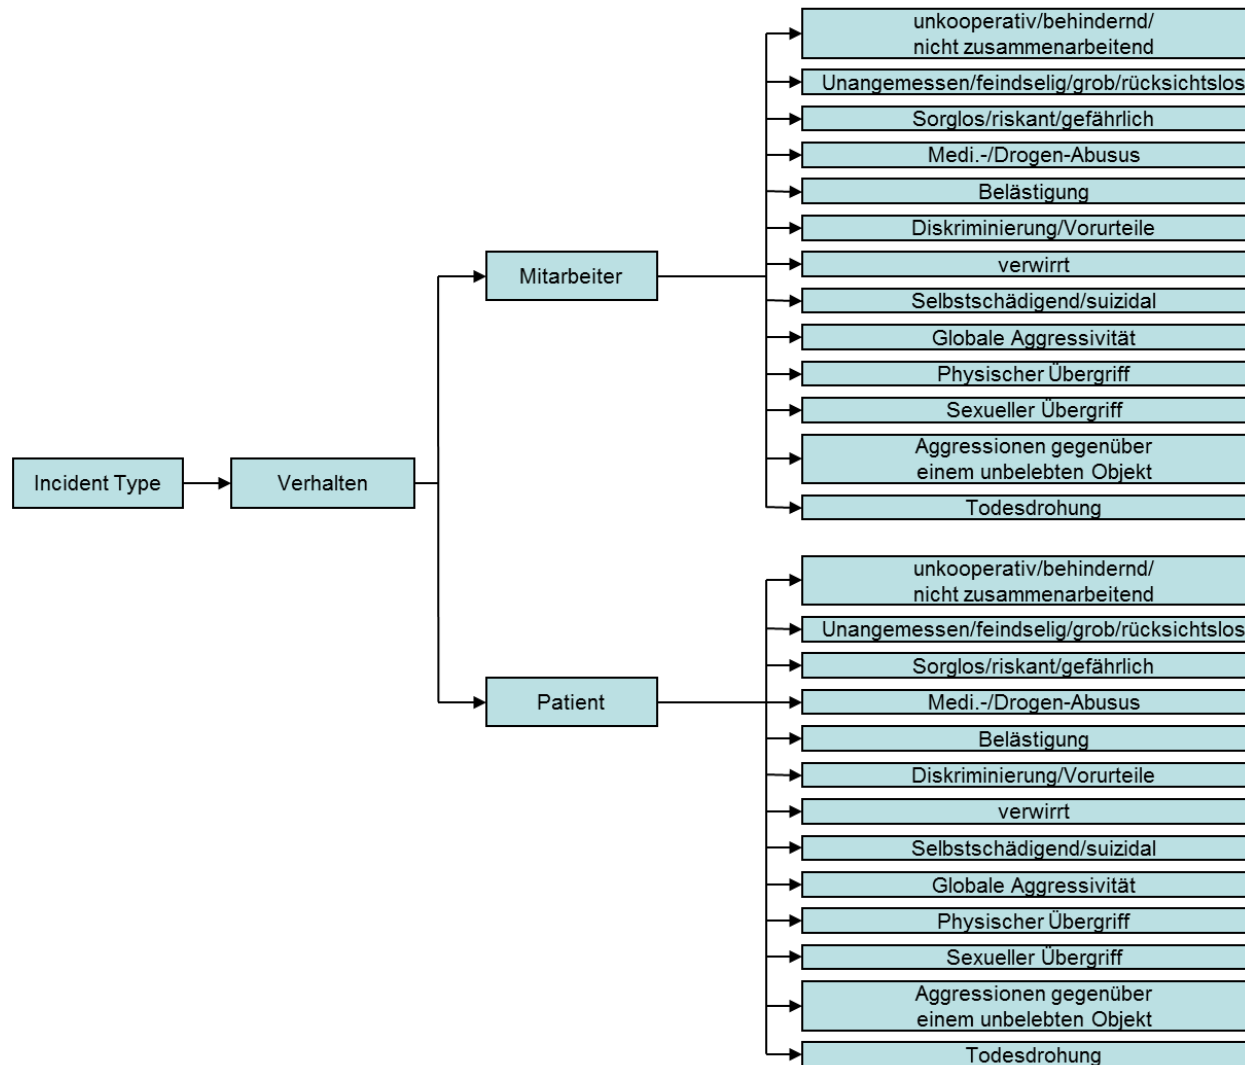 Incident Type
Verhalten
Mitarbeiter
unkooperativ/behindernd/
nicht zusammenarbeitend
Unangemessen/feindselig/grob/rücksichtslos
Sorglos/riskant/gefährlich
Medi.-/Drogen-Abusus
Belästigung
Diskriminierung/Vorurteile
verwirrt
Selbstschädigend/suizidal
Globale Aggressivität
Physischer Übergriff
Sexueller Übergriff
Aggressionen gegenüber
einem unbelebten Objekt
Todesdrohung
Patient
unkooperativ/behindernd/
nicht zusammenarbeitend
Unangemessen/feindselig/grob/rücksichtslos
Sorglos/riskant/gefährlich
Medi.-/Drogen-Abusus
Belästigung
Diskriminierung/Vorurteile
verwirrt
Selbstschädigend/suizidal
Globale Aggressivität
Physischer Übergriff
Sexueller Übergriff
Aggressionen gegenüber
einem unbelebten Objekt
Todesdrohung